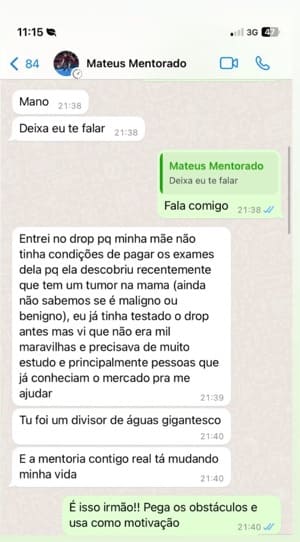 11:15
3G 47
84 Mateus Mentorado
Mano 21:38
Deixa eu te falar 21:38
Mateus Mentorado
Deixa eu te falar
Fala comigo 21:38
Entrei no drop pq minha mãe não
tinha condições de pagar os exames
dela pq ela descobriu recentemente
que tem um tumor na mama (ainda
não sabemos se é maligno ou
benigno), eu já tinha testado o drop
antes mas vi que não era mil
maravilhas e precisava de muito
estudo e principalmente pessoas que
já conheciam o mercado pra me
ajudar 21:39
Tu foi um divisor de águas gigantesco
21:40
E a mentoria contigo real tá mudando
minha vida 21:40
É isso irmão!! Pega os obstáculos e
usa como motivação 21:40